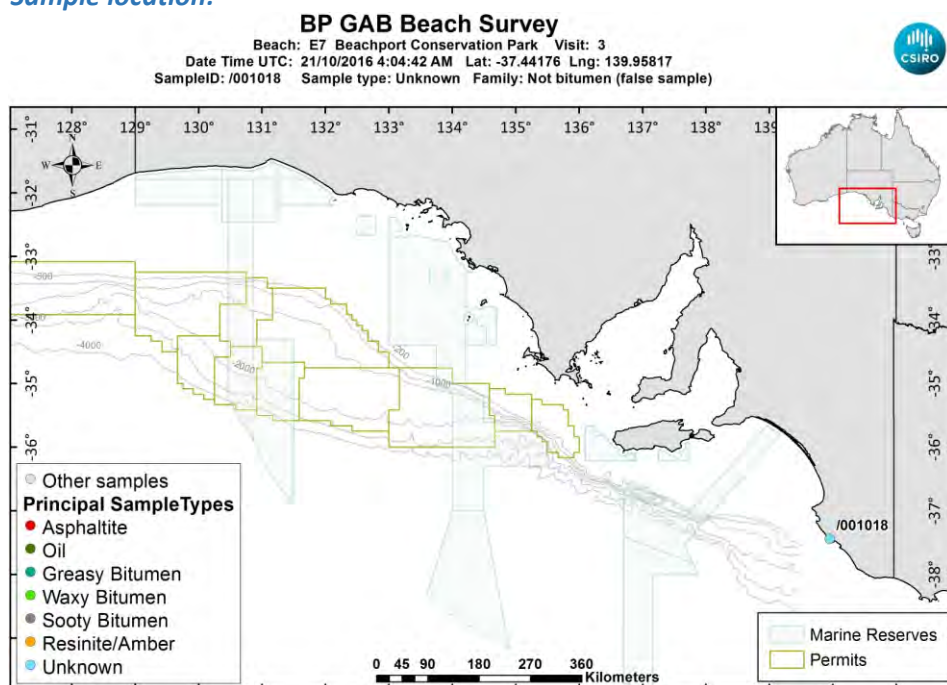 Sample location:
BP GAB Beach Survey
Beach: E7 Beachport Conservation Park Visit: 3
Date Time UTC: 21/10/2016 4:04:42 AM Lat: -37.44176 Lng: 139.95817
SampleID: /001018 Sample type: Unknown Family: Not bitumen (false sample)
CSIRO
128° 129° 130° 131° 132° 133° 134° 135° 136° 137° 138° 139
-31°
-32°
-33°
-34°
-35°
-36°
-37°
-38°
N
W E
S
-31°
-32°
-33°
-34°
-35°
-36°
-37°
-38°
-4000
-2000
-200
-1000
/001018
Other samples
Principal SampleTypes
Asphaltite
Oil
Greasy Bitumen
Waxy Bitumen
Sooty Bitumen
Resinite/Amber
Unknown
0 45 90 180 270 360
Kilometers
Marine Reserves
Permits